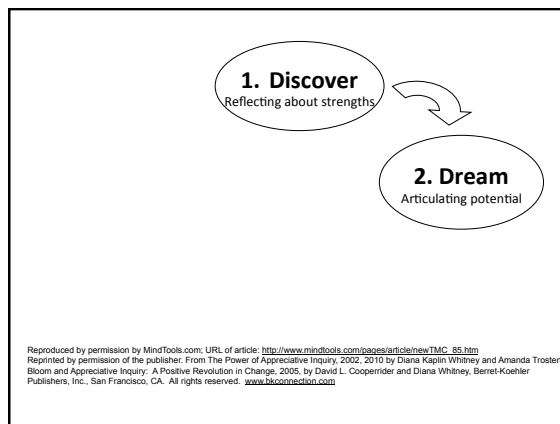 1. Discover
Reflecting about strengths
2. Dream
Articulating potential
Reproduced by permission by MindTools.com; URL of article: http://www.mindtools.com/pages/article/newTMC_85.htm
Reprinted by permission of the publisher. From The Power of Appreciative Inquiry, 2002, 2010 by Diana Kaplin Whitney and Amanda Trosten
Bloom and Appreciative Inquiry: A Positive Revolution in Change, 2005, by David L. Cooperrider and Diana Whitney, Berret-Koehler
Publishers, Inc., San Francisco, CA. All rights reserved. www.bkconnection.com